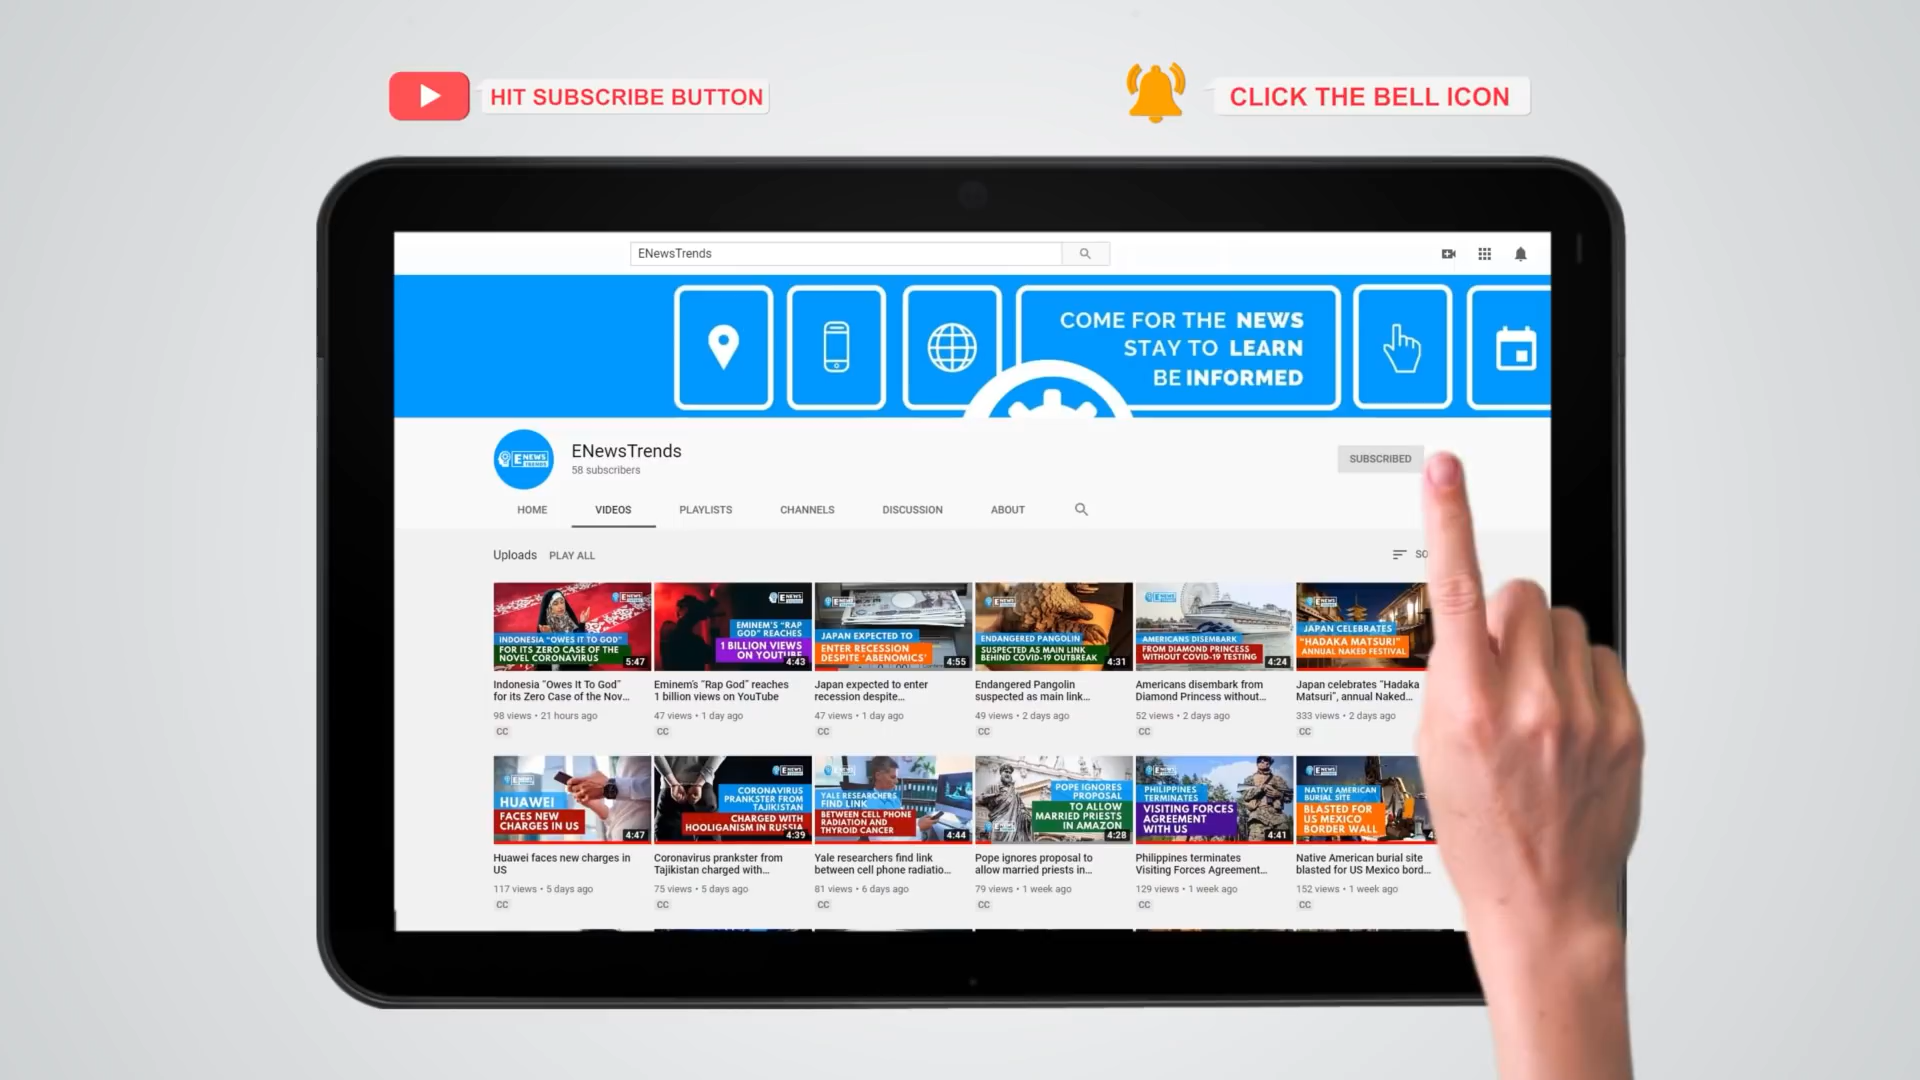 HIT SUBSCRIBE BUTTON
CLICK THE BELL ICON
ENewsTrends
COME FOR THE NEWS
STAY TO LEARN
BE INFORMED
E NEWS
TRENDS
ENewsTrends
58 subscribers
SUBSCRIBED
HOME VIDEOS PLAYLISTS CHANNELS DISCUSSION ABOUT
Uploads PLAY ALL
SO
INDONESIA "OWES IT TO GOD"
FOR ITS ZERO CASE OF THE
NOVEL CORONAVIRUS
5:47
Indonesia "Owes It To God"
for its Zero Case of the Nov...
98 views • 21 hours ago
CC
EMINEM'S "RAP
GOD" REACHES
1 BILLION VIEWS
ON YOUTUBE
4:43
Eminem's "Rap God" reaches
1 billion views on YouTube
47 views • 1 day ago
CC
JAPAN EXPECTED TO
ENTER RECESSION
DESPITE 'ABENOMICS'
4:55
Japan expected to enter
recession despite...
47 views • 1 day ago
CC
ENDANGERED PANGOLIN
SUSPECTED AS MAIN LINK
BEHIND COVID-19 OUTBREAK
4:31
Endangered Pangolin
suspected as main link...
49 views • 2 days ago
CC
AMERICANS DISEMBARK
FROM DIAMOND PRINCESS
WITHOUT COVID-19 TESTING
4:24
Americans disembark from
Diamond Princess without...
52 views • 2 days ago
CC
JAPAN CELEBRATES
"HADAKA MATSURI"
ANNUAL NAKED FESTIVAL
Japan celebrates "Hadaka
Matsuri", annual Naked...
333 views • 2 days ago
CC
HUAWEI
FACES NEW
CHARGES IN US
4:47
Huawei faces new charges in
US
117 views • 5 days ago
CC
CORONAVIRUS
PRANKSTER FROM
TAJIKISTAN
CHARGED WITH
HOOLIGANISM IN RUSSIA
4:39
Coronavirus prankster from
Tajikistan charged with...
75 views • 5 days ago
CC
YALE RESEARCHERS
FIND LINK
BETWEEN CELL PHONE
RADIATION AND
THYROID CANCER
4:44
Yale researchers find link
between cell phone radiatio...
81 views • 6 days ago
CC
POPE IGNORES
PROPOSAL
TO ALLOW
MARRIED PRIESTS
IN AMAZON
4:28
Pope ignores proposal to
allow married priests in...
79 views • 1 week ago
CC
PHILIPPINES
TERMINATES
VISITING FORCES
AGREEMENT
WITH US
4:41
Philippines terminates
Visiting Forces Agreement...
129 views • 1 week ago
CC
NATIVE AMERICAN
BURIAL SITE
BLASTED FOR
US MEXICO
BORDER WALL
Native American burial site
blasted for US Mexico bord...
152 views • 1 week ago
CC